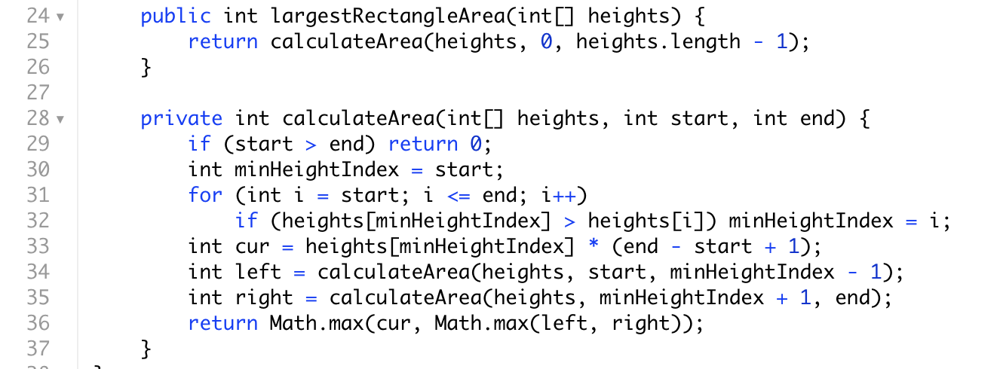 24 public int largestRectangleArea(int[] heights) {
25 return calculateArea(heights, 0, heights.length - 1);
26 }
27
28 private int calculateArea(int[] heights, int start, int end) {
29 if (start > end) return 0;
30 int minHeightIndex = start;
31 for (int i = start; i <= end; i++)
32 if (heights[minHeightIndex] > heights[i]) minHeightIndex = i;
33 int cur = heights[minHeightIndex] * (end - start + 1);
34 int left = calculateArea(heights, start, minHeightIndex - 1);
35 int right = calculateArea(heights, minHeightIndex + 1, end);
36 return Math.max(cur, Math.max(left, right));
37 }